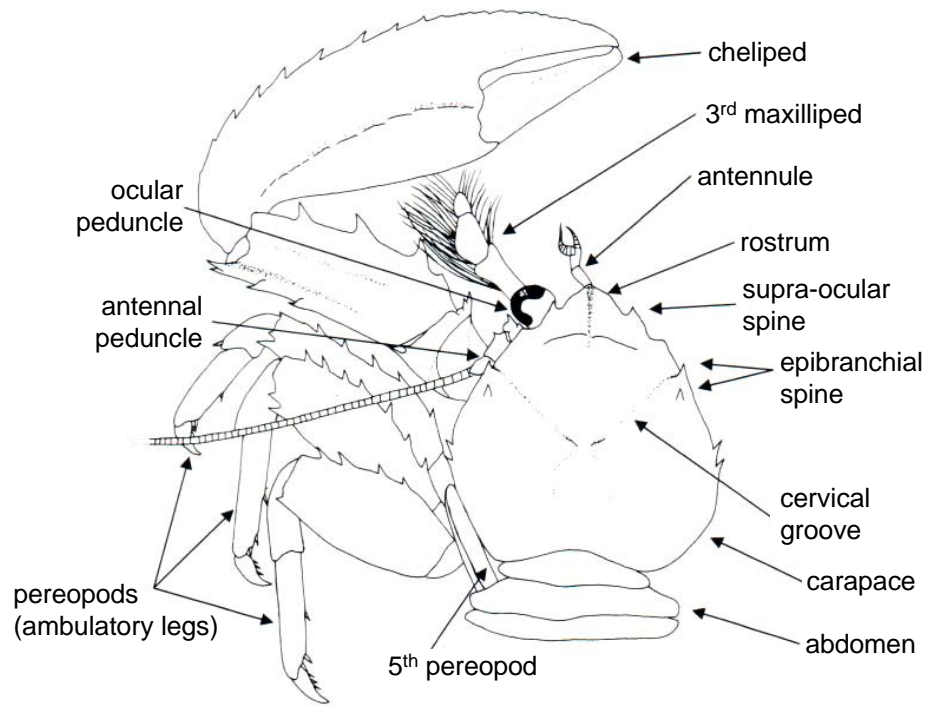 cheliped
3rd maxilliped
antennule
ocular
peduncle
rostrum
supra-ocular
spine
antennal
peduncle
epibranchial
spine
cervical
groove
carapace
pereopods
(ambulatory legs)
abdomen
5th pereopod